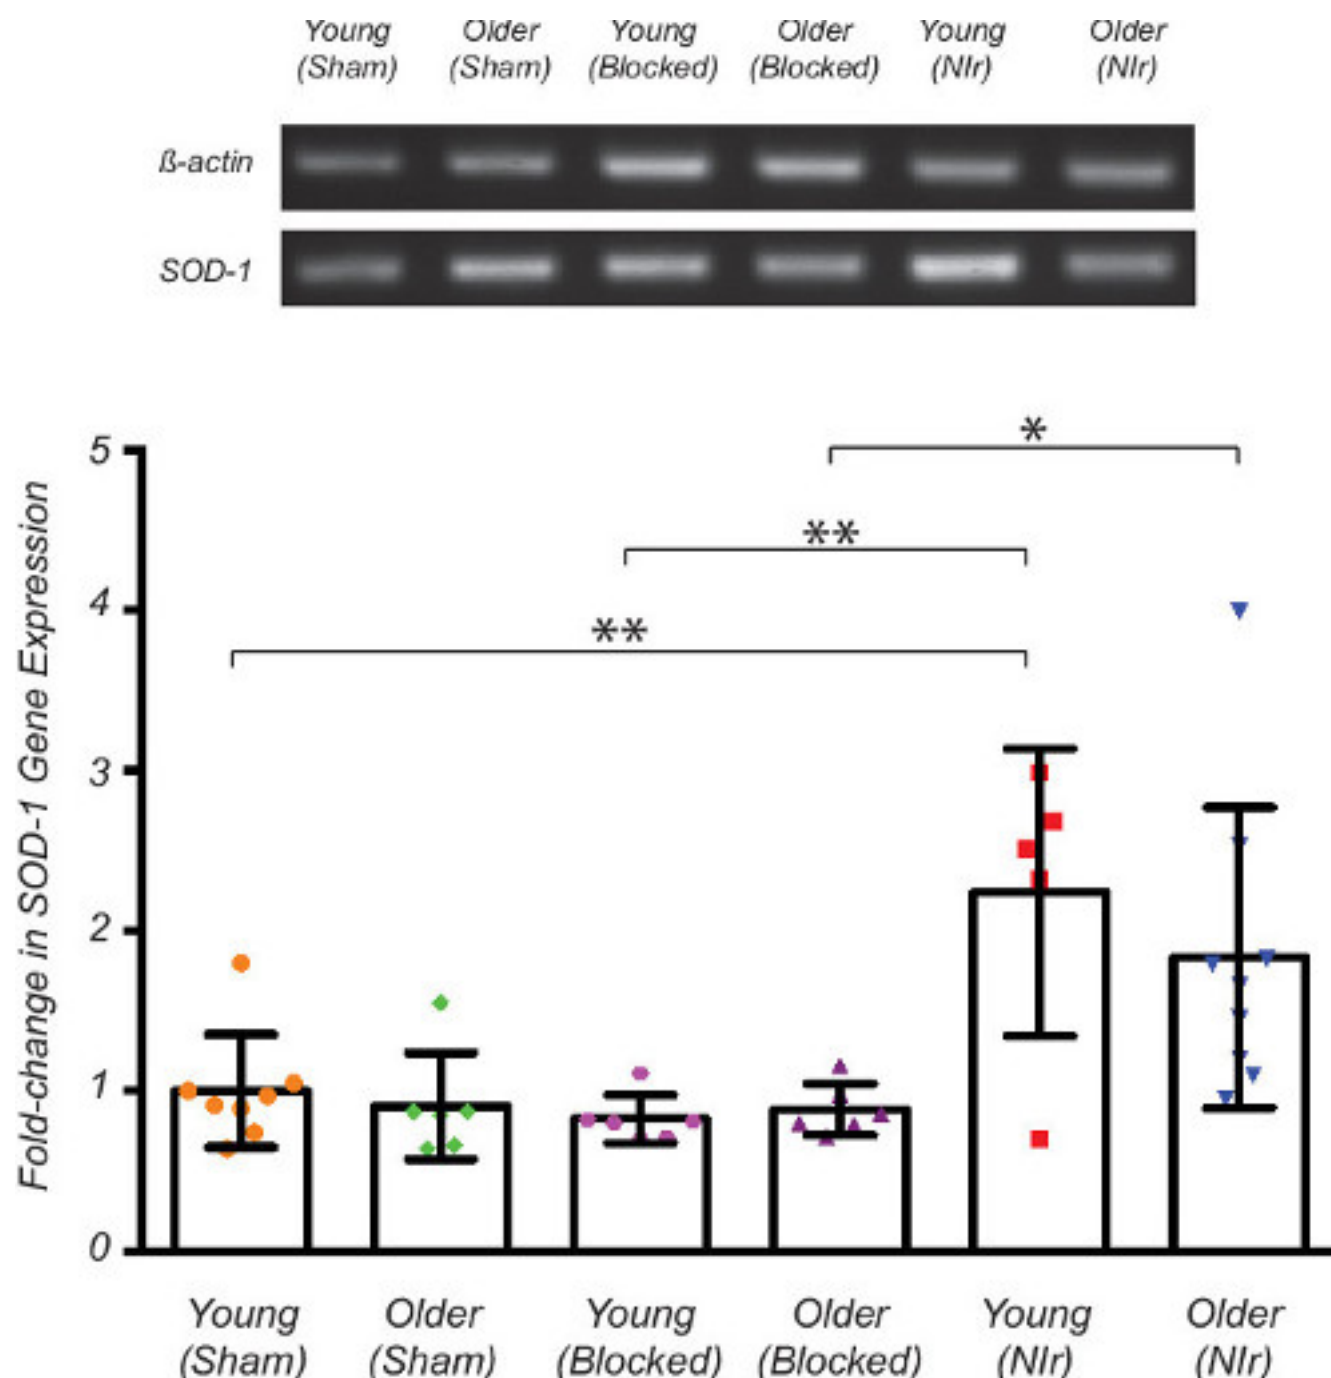 Young Older Young Older Young Older
(Sham) (Sham) (Blocked) (Blocked) (NIr) (NIr)
ß-actin
SOD-1
Fold-change in SOD-1 Gene Expression
5
4
3
2
1
0
*
**
**
Young Older Young Older Young Older
(Sham) (Sham) (Blocked) (Blocked) (NIr) (NIr)